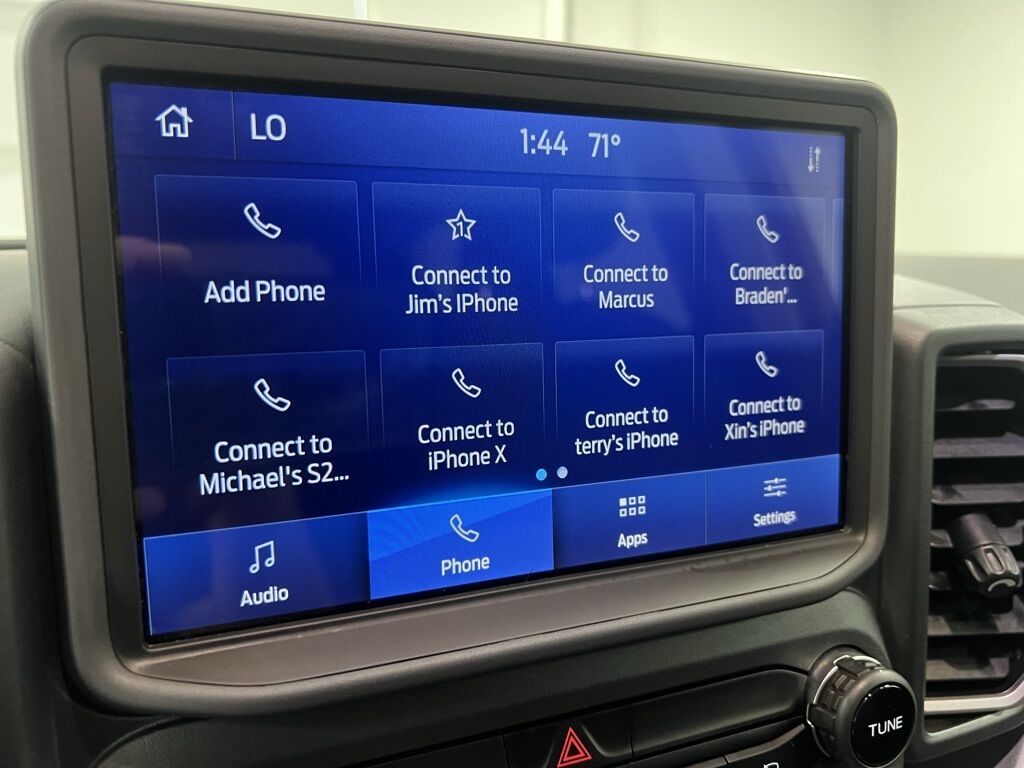 LO
1:44 71°
Add Phone
1
Connect to
Jim's IPhone
Connect to
Marcus
Connect to
Braden'...
Connect to
Michael's S2...
Connect to
iPhone X
Connect to
terry's iPhone
Connect to
Xin's iPhone
Audio
Phone
Apps
Settings
TUNE